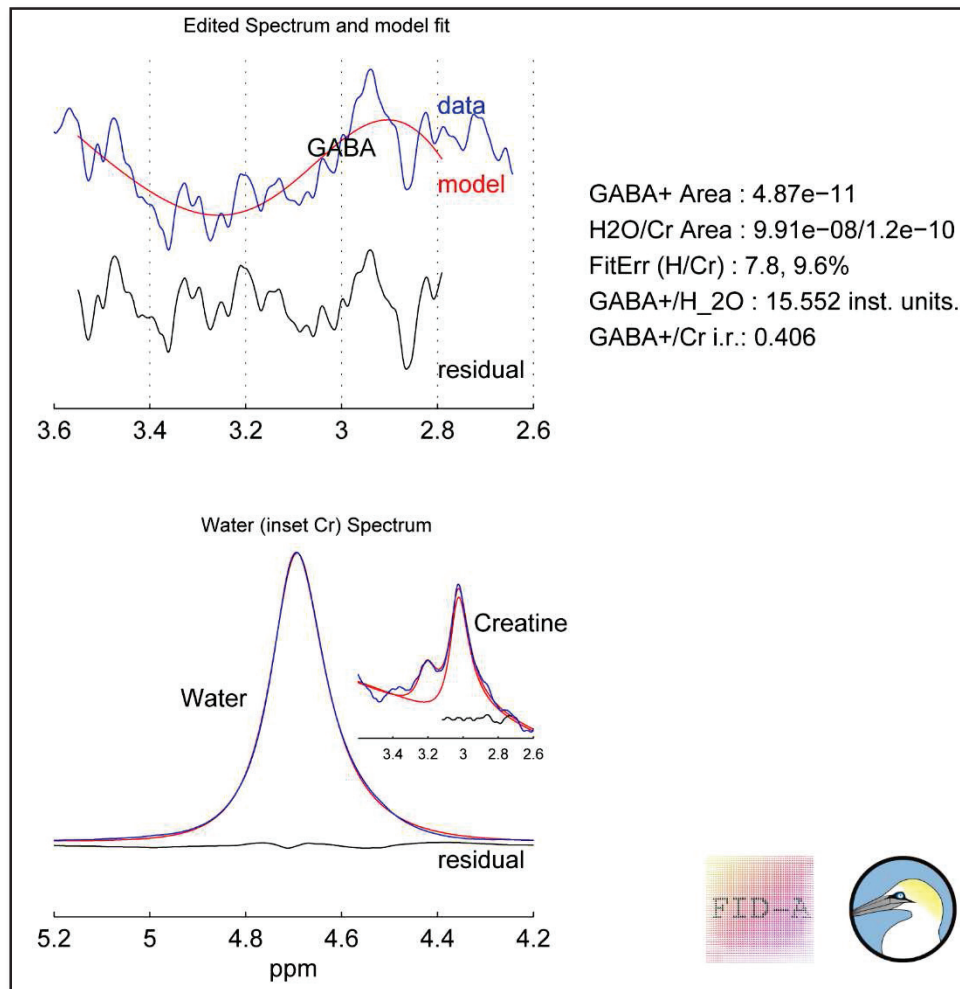 Edited Spectrum and model fit
data
GABA
model
residual
3.6 3.4 3.2 3 2.8 2.6
GABA+ Area : 4.87e−11
H2O/Cr Area : 9.91e−08/1.2e−10
FitErr (H/Cr) : 7.8, 9.6%
GABA+/H_2O : 15.552 inst. units.
GABA+/Cr i.r.: 0.406
Water (inset Cr) Spectrum
Creatine
Water
3.4 3.2 3 2.8 2.6
residual
5.2 5 4.8 4.6 4.4 4.2
ppm
FID-A